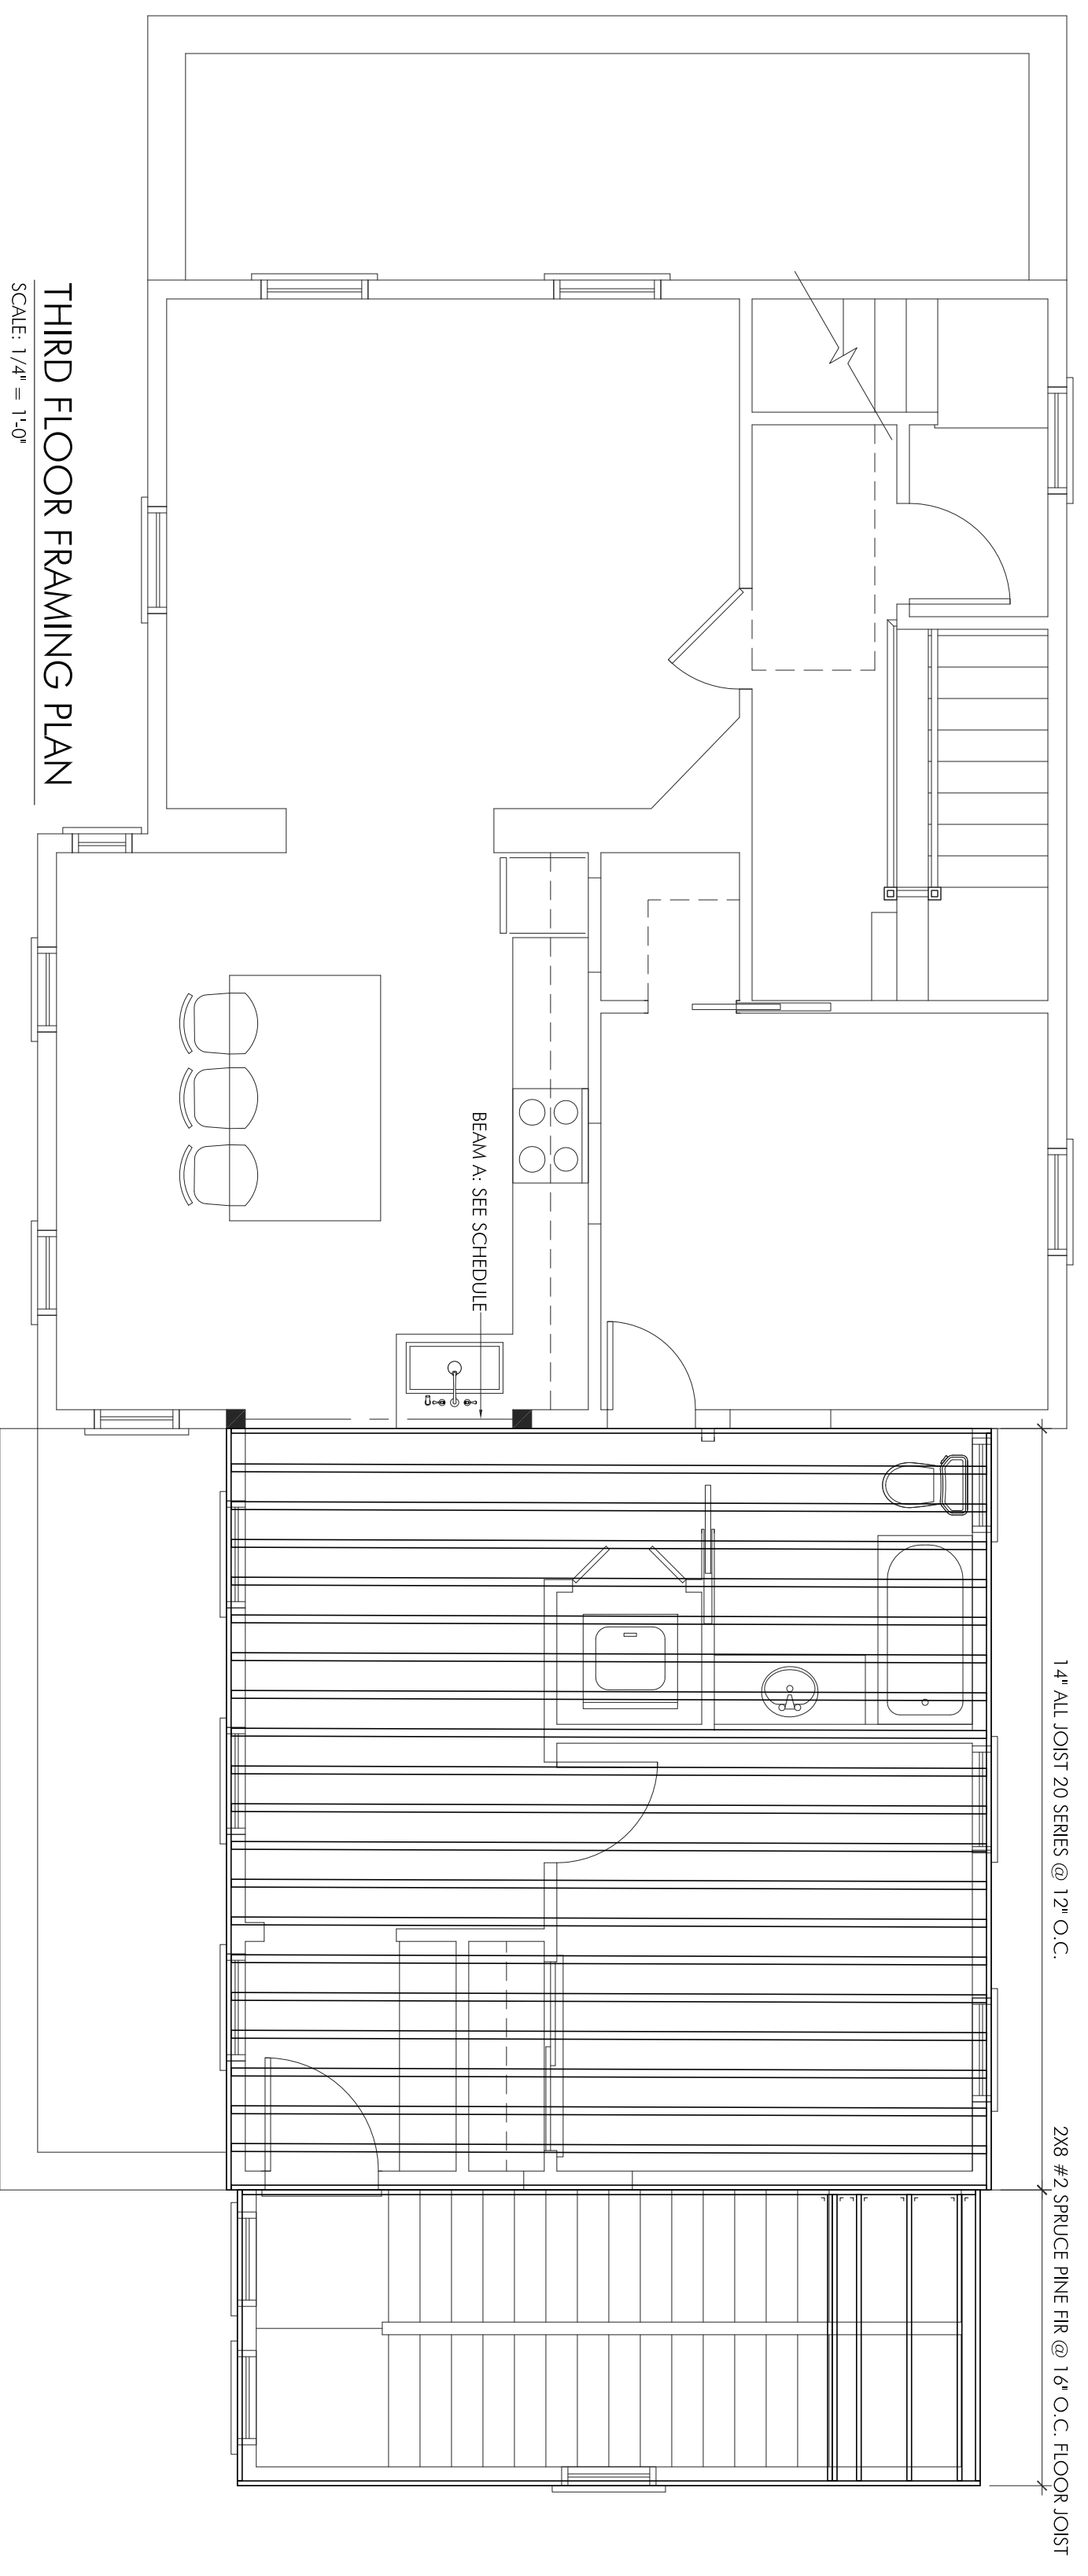 14" ALL JOIST 20 SERIES @ 12" O.C.
2X8 #2 SPRUCE PINE FIR @ 16" O.C. FLOOR JOIST
BEAM A: SEE SCHEDULE
THIRD FLOOR FRAMING PLAN
SCALE: 1/4" = 1'-0"